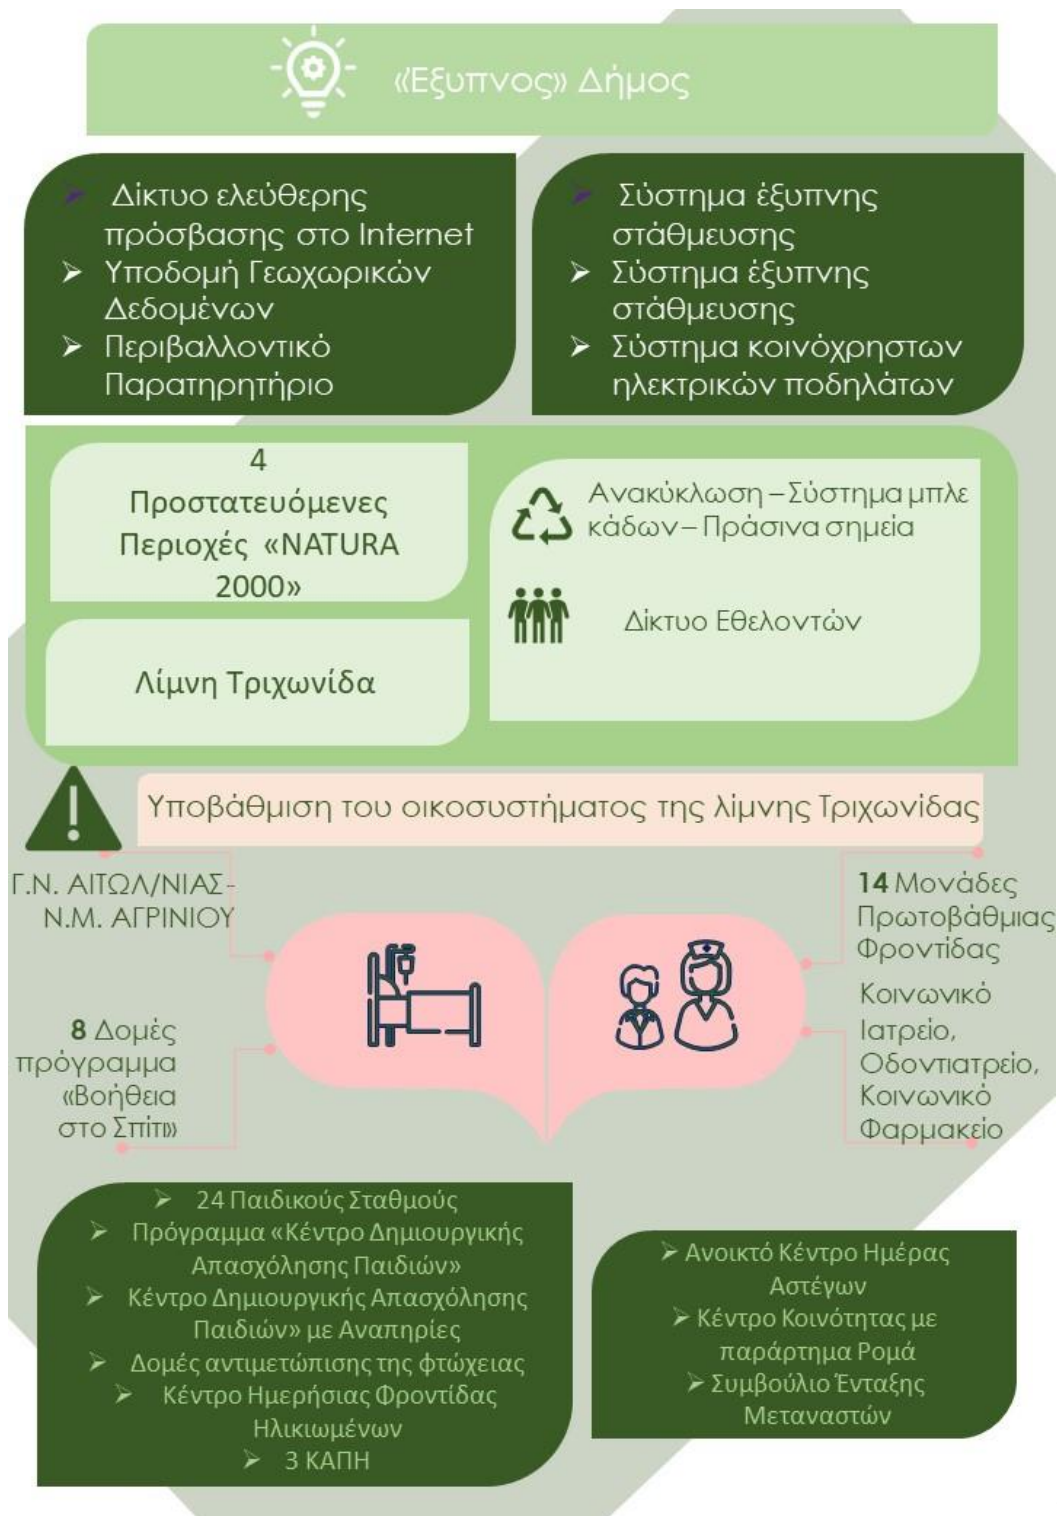 «Έξυπνος» Δήμος
➢ Δίκτυο ελεύθερης
πρόσβασης στο Internet
➢ Υποδομή Γεωχωρικών
Δεδομένων
➢ Περιβαλλοντικό
Παρατηρητήριο
➢ Σύστημα έξυπνης
στάθμευσης
➢ Σύστημα έξυπνης
στάθμευσης
➢ Σύστημα κοινόχρηστων
ηλεκτρικών ποδηλάτων
4
Προστατευόμενες
Περιοχές «NATURA
2000»
Λίμνη Τριχωνίδα
Ανακύκλωση – Σύστημα μπλε
κάδων – Πράσινα σημεία
Δίκτυο Εθελοντών
Υποβάθμιση του οικοσυστήματος της λίμνης Τριχωνίδας
Γ.Ν. ΑΙΤΩΛ/ΝΙΑΣ-
Ν.Μ. ΑΓΡΙΝΙΟΥ
8 Δομές
πρόγραμμα
«Βοήθεια
στο Σπίτι»
14 Μονάδες
Πρωτοβάθμιας
Φροντίδας
Κοινωνικό
Ιατρείο,
Οδοντιατρείο,
Κοινωνικό
Φαρμακείο
➢ 24 Παιδικούς Σταθμούς
➢ Πρόγραμμα «Κέντρο Δημιουργικής
Απασχόλησης Παιδιών»
➢ Κέντρο Δημιουργικής Απασχόλησης
Παιδιών» με Αναπηρίες
➢ Δομές αντιμετώπισης της φτώχειας
➢ Κέντρο Ημερήσιας Φροντίδας
Ηλικιωμένων
➢ 3 ΚΑΠΗ
➢ Ανοικτό Κέντρο Ημέρας
Αστέγων
➢ Κέντρο Κοινότητας με
παράρτημα Ρομά
➢ Συμβούλιο Ένταξης
Μεταναστών